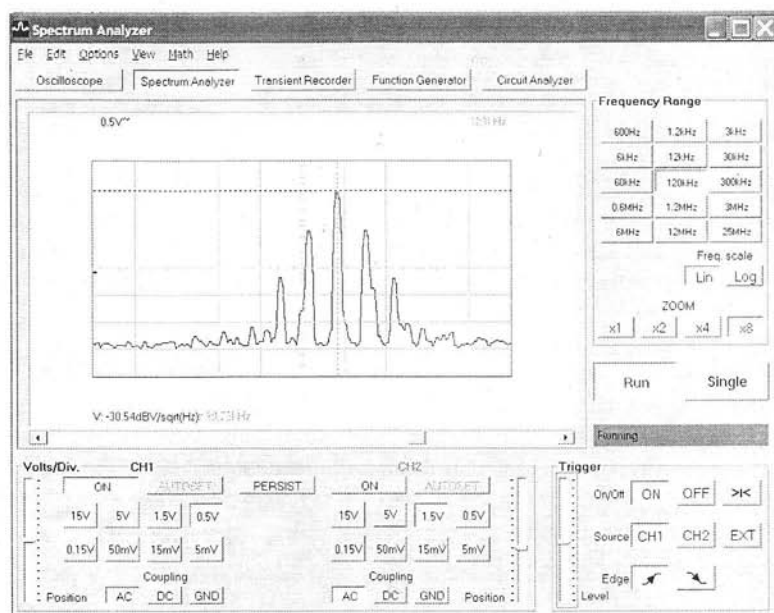 Spectrum Analyzer
File Edit Options View Math Help
Oscilloscope Spectrum Analyzer Transient Recorder Function Generator Circuit Analyzer
0.5V~
Frequency Range
600Hz 1.2kHz 3kHz
6kHz 12kHz 30kHz
60kHz 120kHz 300kHz
0.6MHz 1.2MHz 3MHz
6MHz 12MHz 25MHz
Freq. scale
Lin Log
ZOOM
x1 x2 x4 x8
Run Single
V: -30.54dBV/sqrt(Hz)
Running
Volts/Div. CH1 CH2
ON AUTOSET PERSIST ON AUTOSET
15V 5V 1.5V 0.5V 15V 5V 1.5V 0.5V
0.15V 50mV 15mV 5mV 0.15V 50mV 15mV 5mV
Coupling Coupling
Position AC DC GND AC DC GND Position
Trigger
On/Off ON OFF >|<
Source CH1 CH2 EXT
Edge
Level